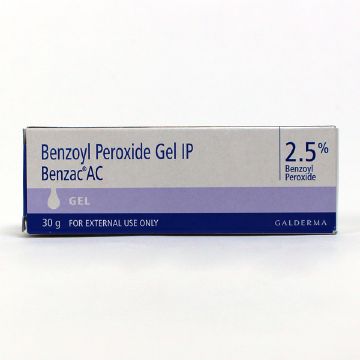 Benzoyl Peroxide Gel IP
Benzac®AC
GEL
30 g FOR EXTERNAL USE ONLY
2.5%
Benzoyl
Peroxide
GALDERMA